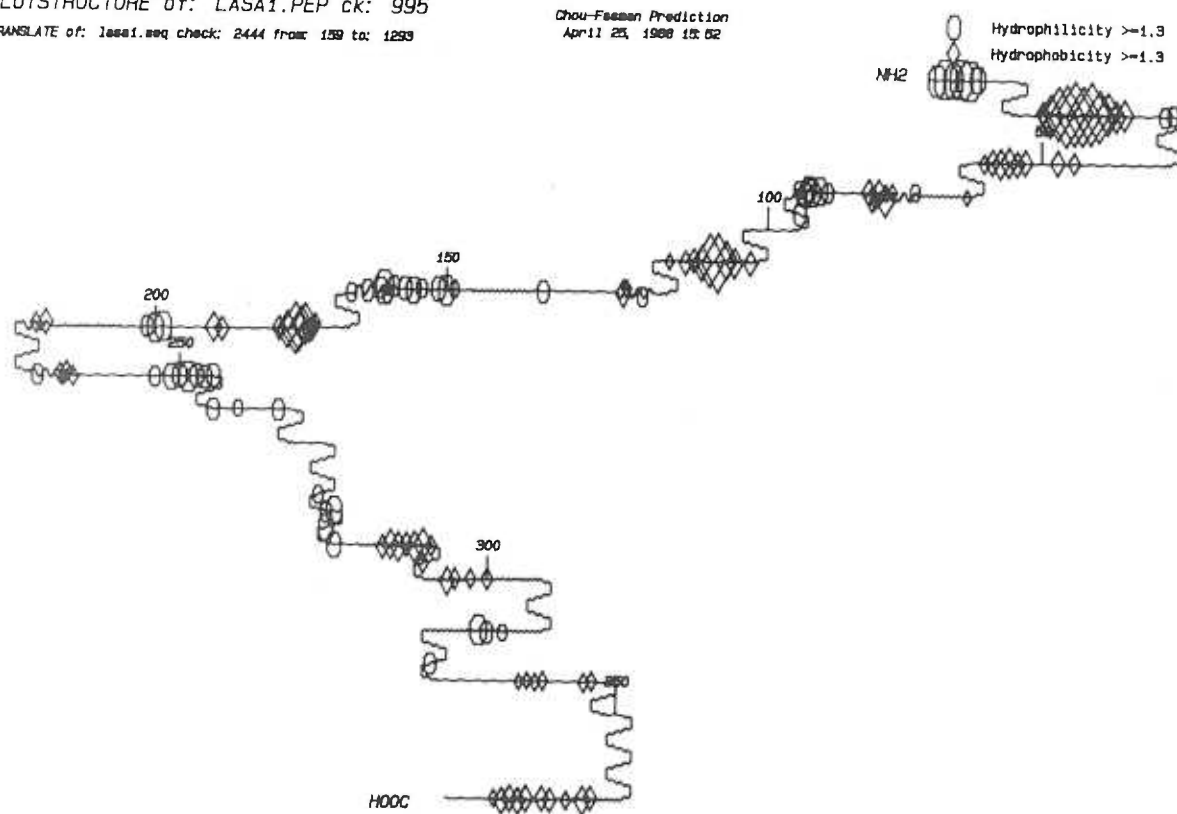 PLOTSTRUCTURE of: LASA1.PEP ck: 995
TRANSLATE of: lasa1.seq check: 2444 from: 159 to: 1293
Chou-Fasman Prediction
April 25, 1988 15:52
Hydrophilicity >=1.3
Hydrophobicity >=1.3
NH2
50
100
150
200
250
300
350
HOOC